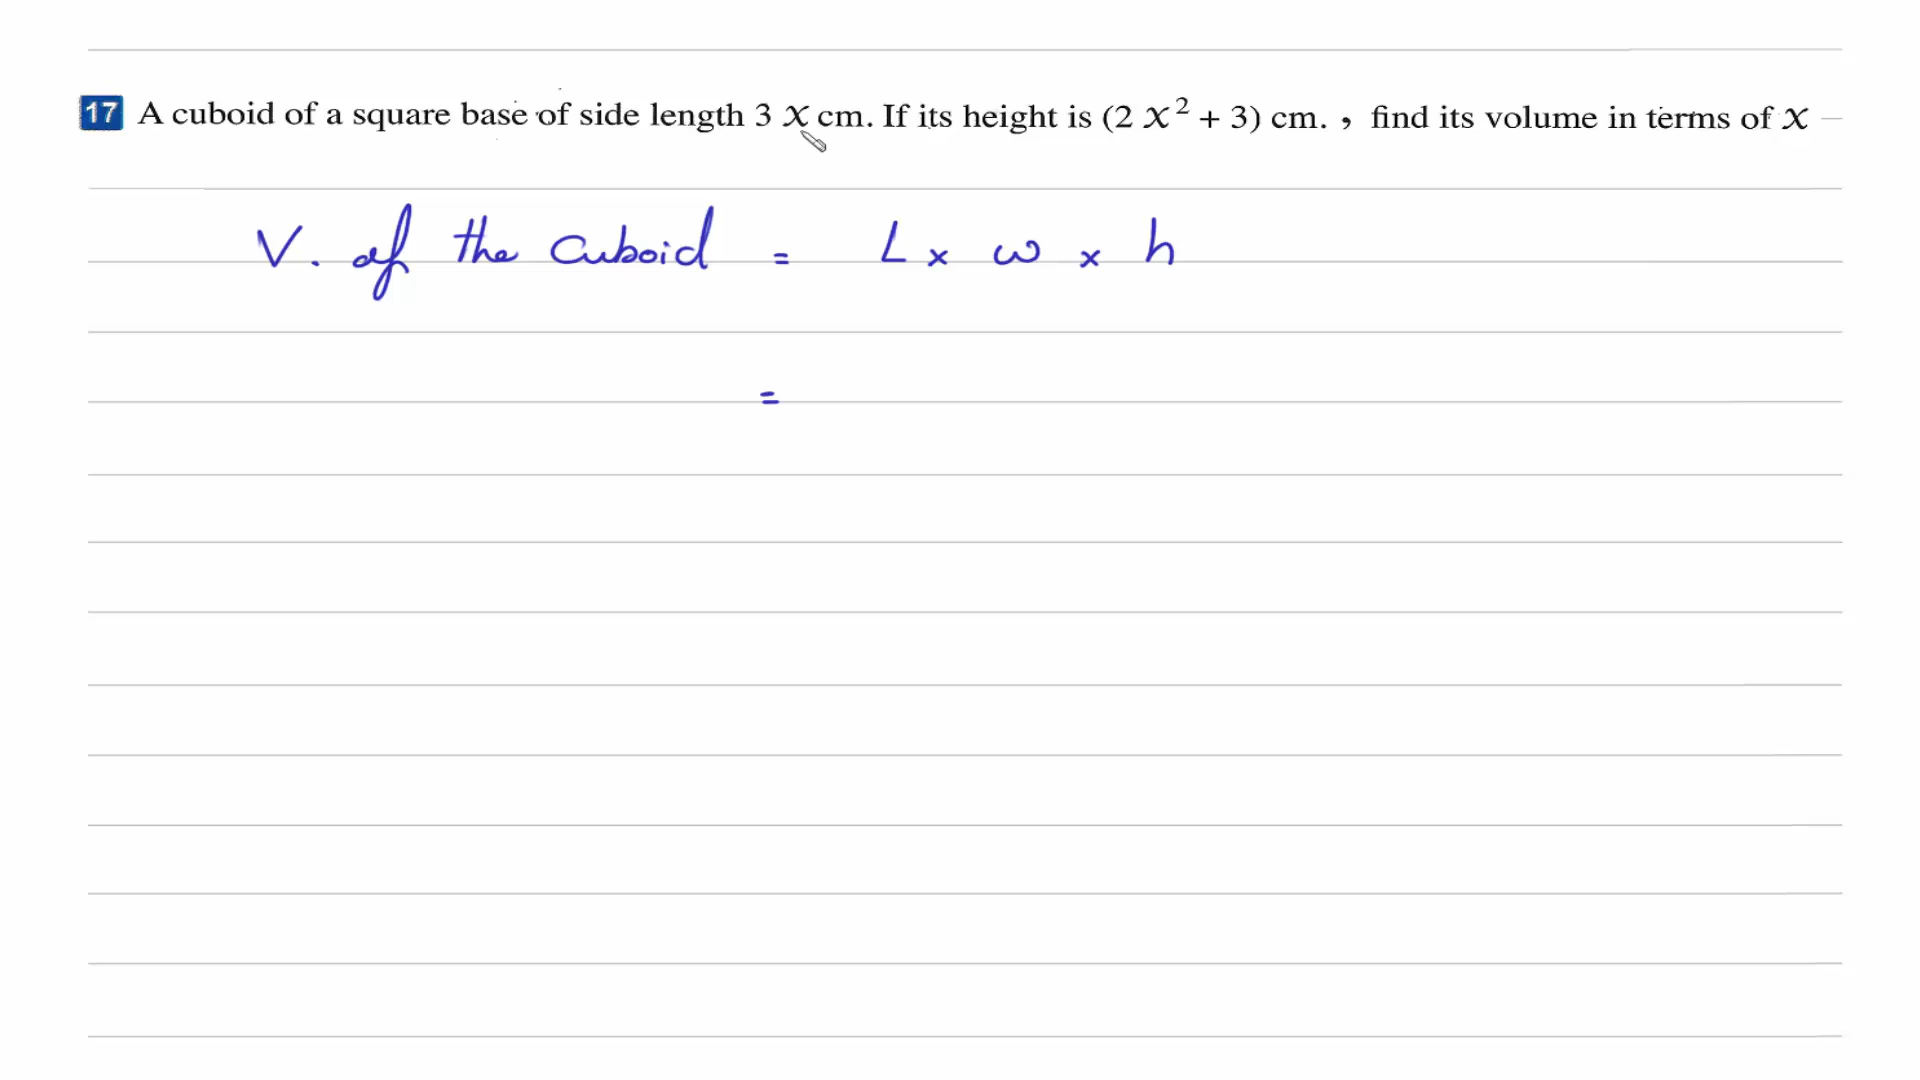 17 A cuboid of a square base of side length 3 X cm. If its height is (2 X² + 3) cm. , find its volume in terms of X
V. of the Cuboid = L × w × h
=